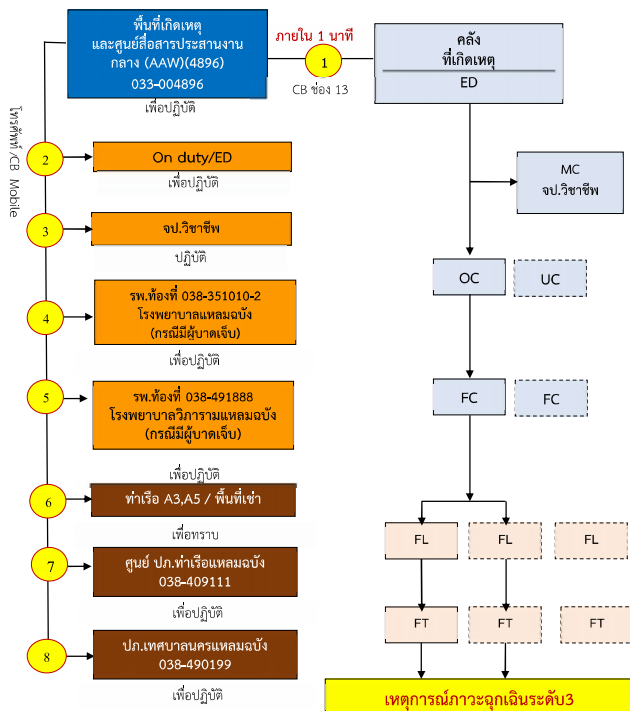 พื้นที่เกิดเหตุ
และศูนย์สื่อสารประสานงาน
กลาง (AAW)(4896)
033-004896
เพื่อปฏิบัติ
ภายใน 1 นาที
1
CB ช่อง 13
คลัง
ที่เกิดเหตุ
ED
โทรศัพท์/CB Mobile
2
On duty/ED
เพื่อปฏิบัติ
3
จป.วิชาชีพ
ปฏิบัติ
4
รพ.ท้องที่ 038-351010-2
โรงพยาบาลแหลมฉบัง
(กรณีมีผู้บาดเจ็บ)
เพื่อปฏิบัติ
5
รพ.ท้องที่ 038-491888
โรงพยาบาลวิภารามแหลมฉบัง
(กรณีมีผู้บาดเจ็บ)
เพื่อปฏิบัติ
6
ท่าเรือ A3,A5 / พื้นที่เช่า
เพื่อทราบ
7
ศูนย์ ปภ.ท่าเรือแหลมฉบัง
038-409111
เพื่อปฏิบัติ
8
ปภ.เทศบาลนครแหลมฉบัง
038-490199
เพื่อปฏิบัติ
MC
จป.วิชาชีพ
OC
UC
FC
FC
FL
FL
FL
FT
FT
FT
เหตุการณ์ภาวะฉุกเฉินระดับ3